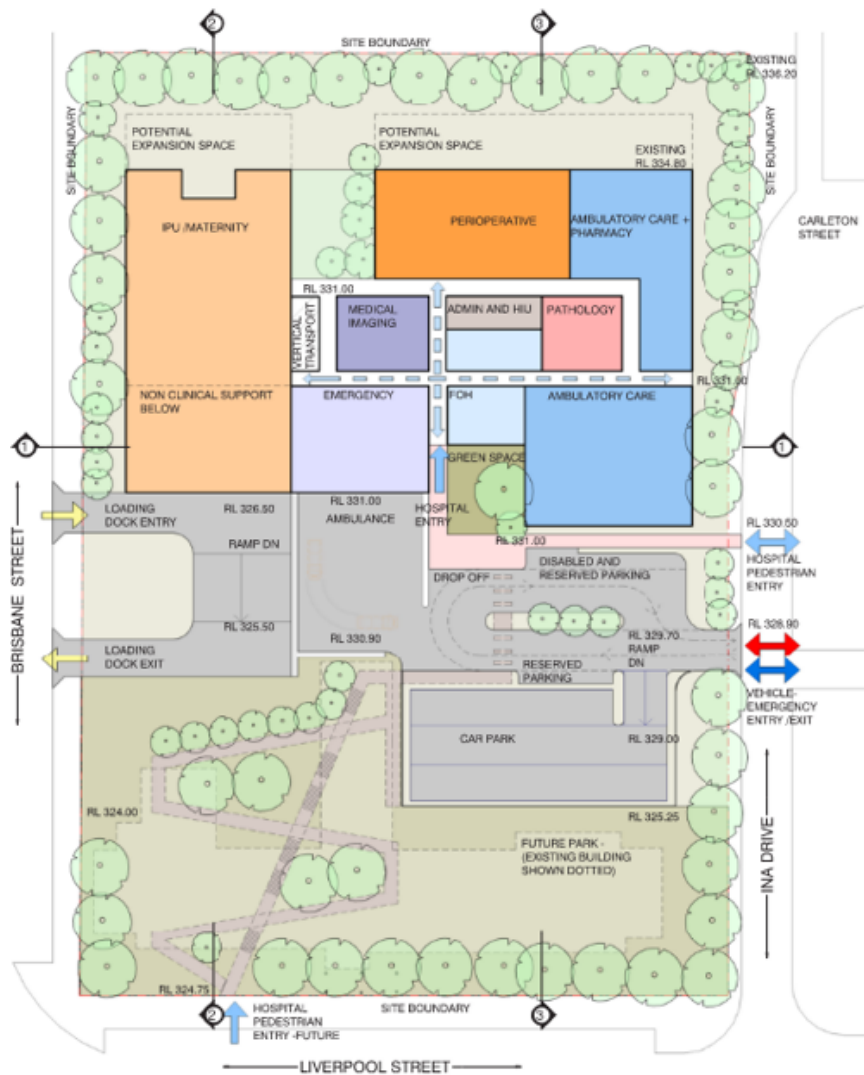 2
3
SITE BOUNDARY
EXISTING
RL 336.20
SITE BOUNDARY
SITE BOUNDARY
POTENTIAL
EXPANSION SPACE
POTENTIAL
EXPANSION SPACE
EXISTING
RL 334.80
IPU /MATERNITY
PERIOPERATIVE
AMBULATORY CARE +
PHARMACY
CARLETON
STREET
RL 331.00
VERTICAL
TRANSPORT
MEDICAL
IMAGING
ADMIN AND HIU
PATHOLOGY
RL 331.00
NON CLINICAL SUPPORT
BELOW
EMERGENCY
FOH
AMBULATORY CARE
1
1
GREEN SPACE
LOADING
DOCK ENTRY
RL 326.50
RL 331.00
AMBULANCE
HOSPITAL
ENTRY
RL 330.50
RL 331.00
HOSPITAL
PEDESTRIAN
ENTRY
RAMP DN
DROP OFF
DISABLED AND
RESERVED PARKING
BRISBANE STREET
RL 325.50
RL 330.90
RL 329.70
RAMP
DN
RL 328.90
LOADING
DOCK EXIT
RESERVED
PARKING
VEHICLE-
EMERGENCY
ENTRY /EXIT
CAR PARK
RL 329.00
RL 324.00
RL 325.25
FUTURE PARK -
(EXISTING BUILDING
SHOWN DOTTED)
INA DRIVE
RL 324.75
2
HOSPITAL
PEDESTRIAN
ENTRY -FUTURE
SITE BOUNDARY
3
LIVERPOOL STREET